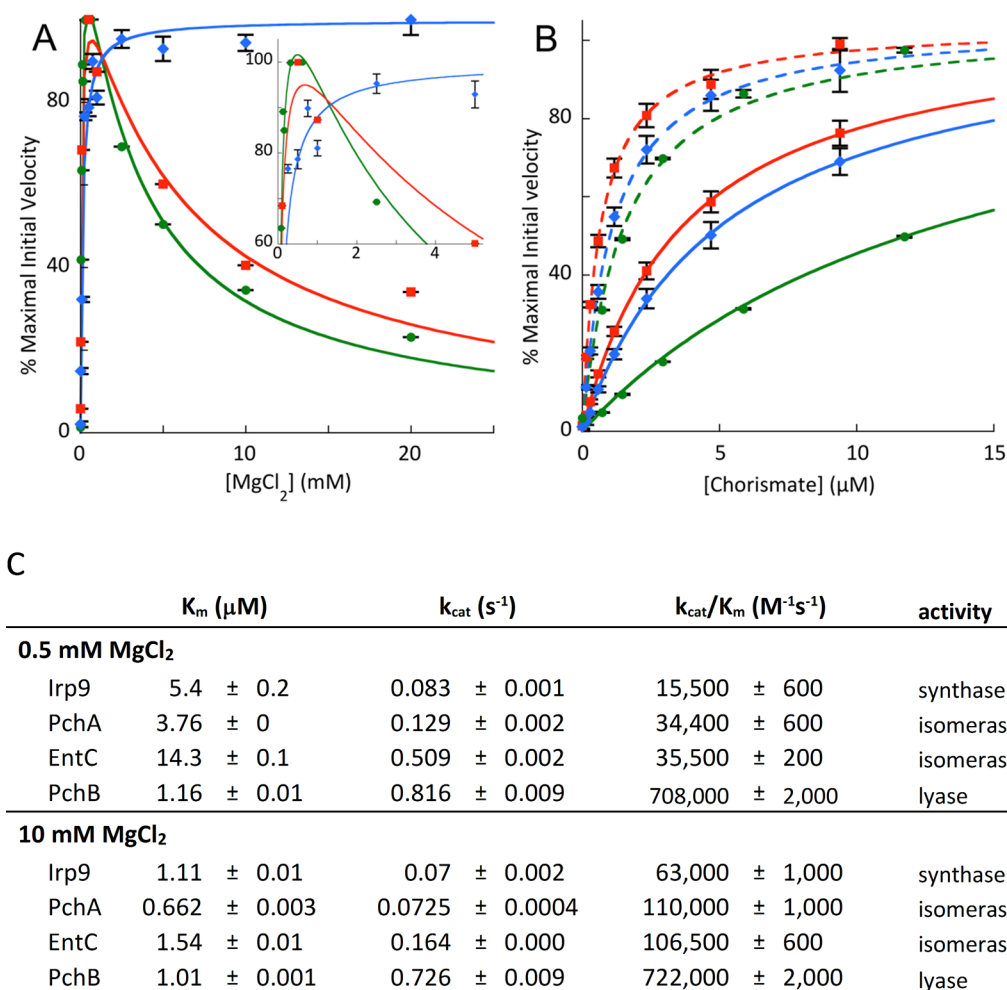 A
% Maximal Initial Velocity
80
40
0
0
10
20
[MgCl2] (mM)
100
80
60
0
2
4
B
% Maximal Initial velocity
80
40
0
0
5
10
15
[Chorismate] (μM)
C
Km (μM) kcat (s-1) kcat/Km (M-1s-1) activity
0.5 mM MgCl2
Irp9 5.4 ± 0.2 0.083 ± 0.001 15,500 ± 600 synthase
PchA 3.76 ± 0 0.129 ± 0.002 34,400 ± 600 isomeras
EntC 14.3 ± 0.1 0.509 ± 0.002 35,500 ± 200 isomeras
PchB 1.16 ± 0.01 0.816 ± 0.009 708,000 ± 2,000 lyase
10 mM MgCl2
Irp9 1.11 ± 0.01 0.07 ± 0.002 63,000 ± 1,000 synthase
PchA 0.662 ± 0.003 0.0725 ± 0.0004 110,000 ± 1,000 isomeras
EntC 1.54 ± 0.01 0.164 ± 0.000 106,500 ± 600 isomeras
PchB 1.01 ± 0.001 0.726 ± 0.009 722,000 ± 2,000 lyase